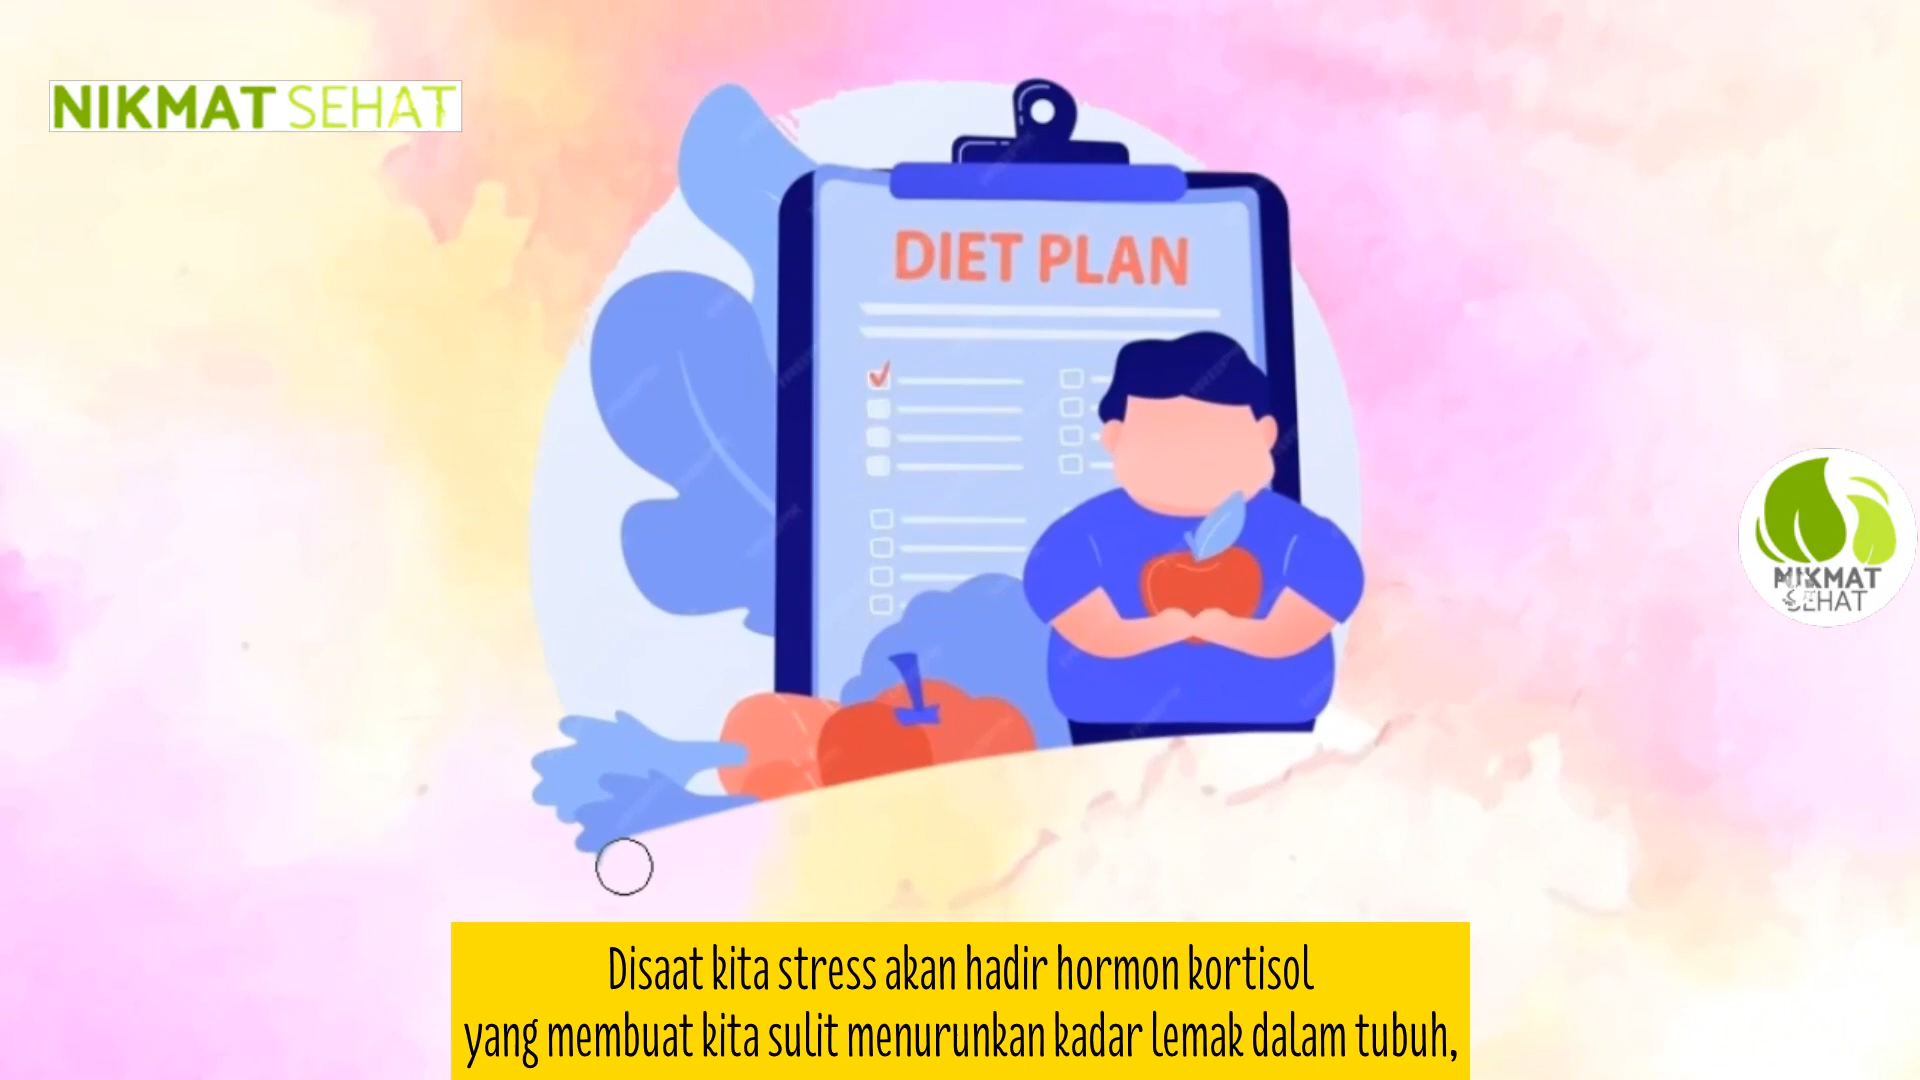 NIKMAT SEHAT
DIET PLAN
NIKMAT
SEHAT
Disaat kita stress akan hadir hormon kortisol
yang membuat kita sulit menurunkan kadar lemak dalam tubuh,